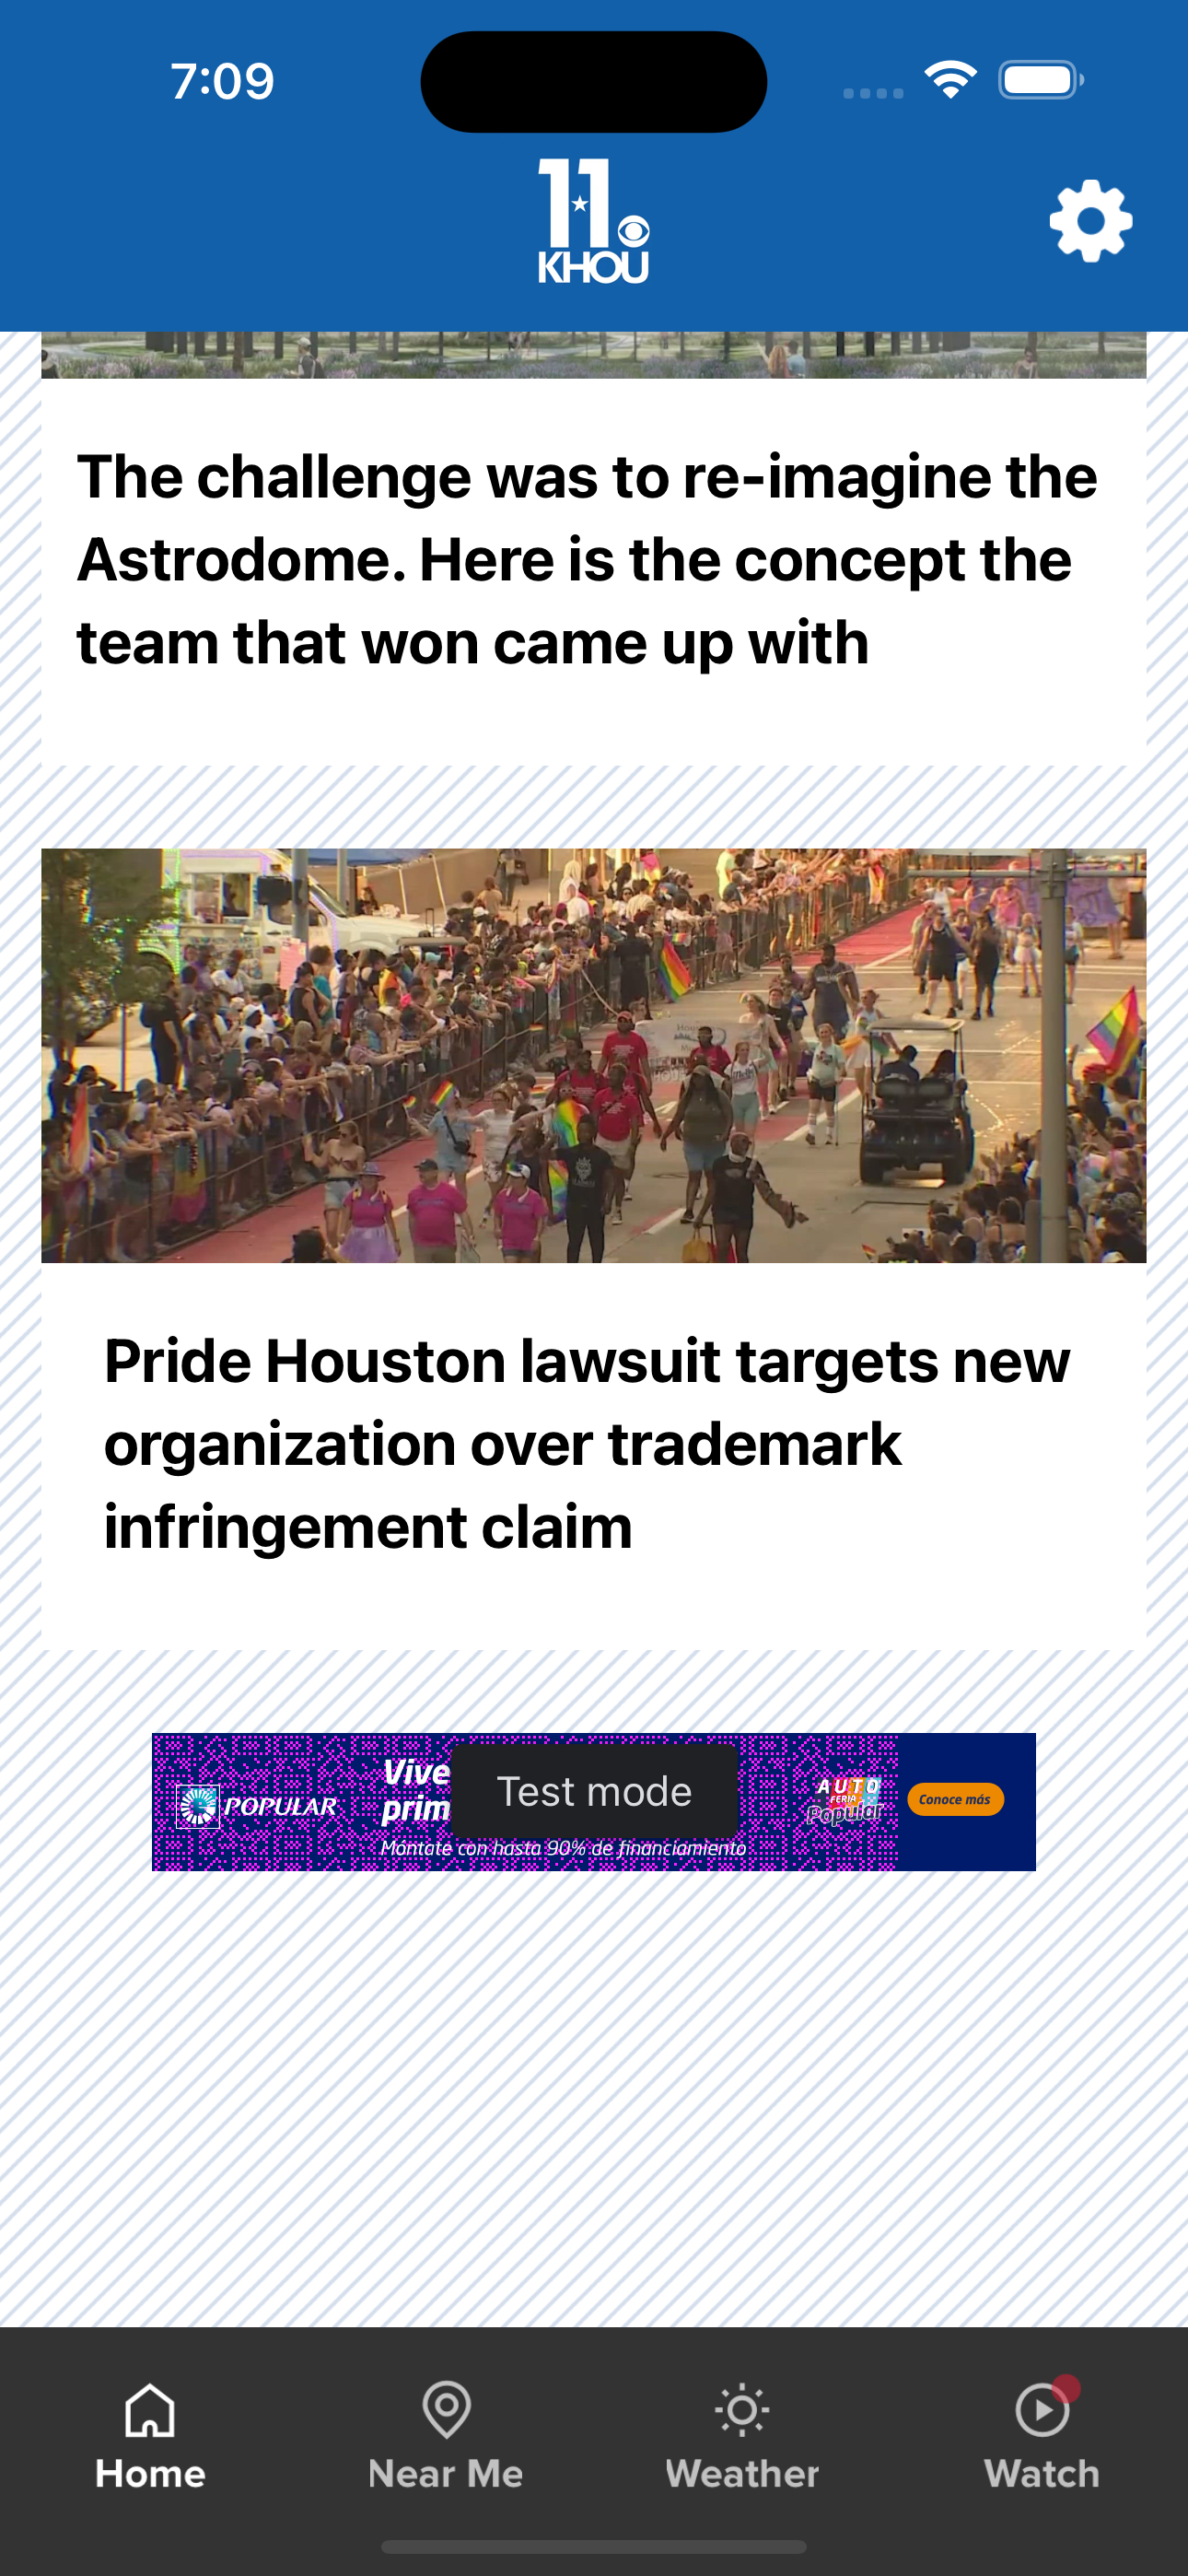 7:09
11
KHOU
The challenge was to re-imagine the
Astrodome. Here is the concept the
team that won came up with
Pride Houston lawsuit targets new
organization over trademark
infringement claim
POPULAR
Vive
prim
Test mode
Móntate con hasta 90% de financiamiento
AUTO
FERIA
Popular
Conoce más
Home
Near Me
Weather
Watch